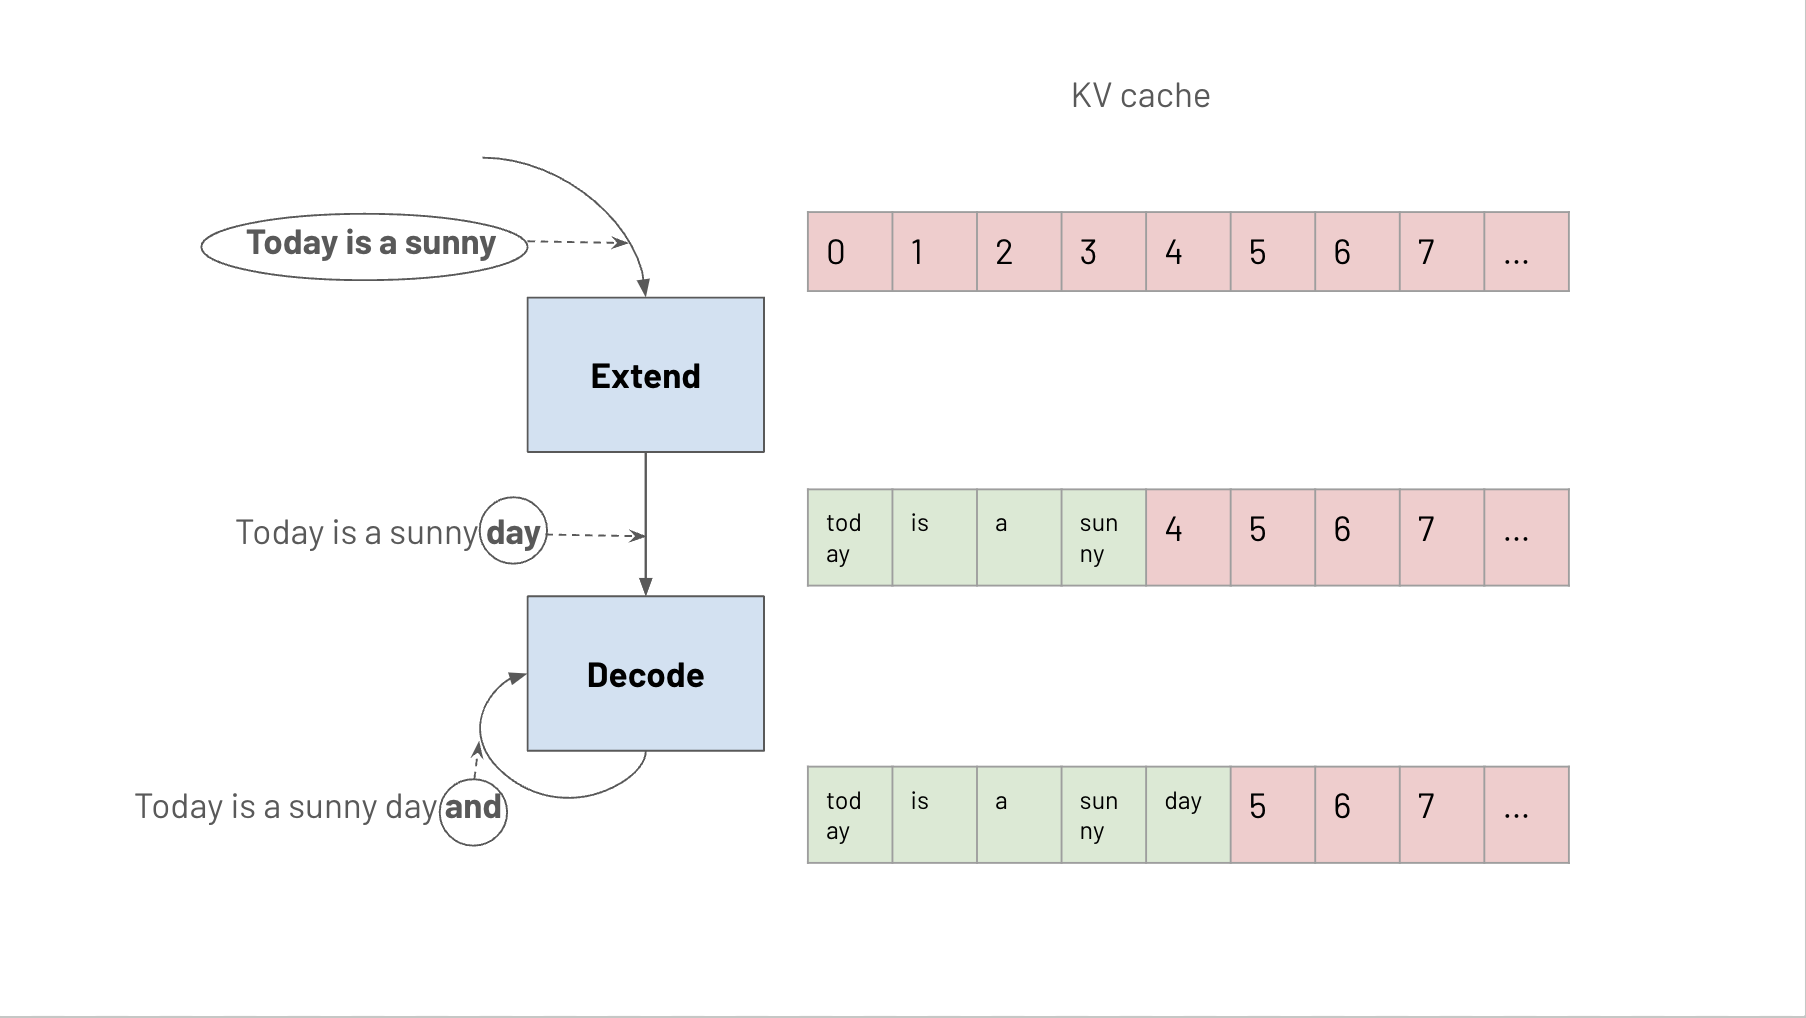 KV cache
Today is a sunny
0 1 2 3 4 5 6 7 ...
Extend
Today is a sunny day
tod
ay
is
a
sun
ny
4 5 6 7 ...
Decode
Today is a sunny day and
tod
ay
is
a
sun
ny
day
5 6 7 ...